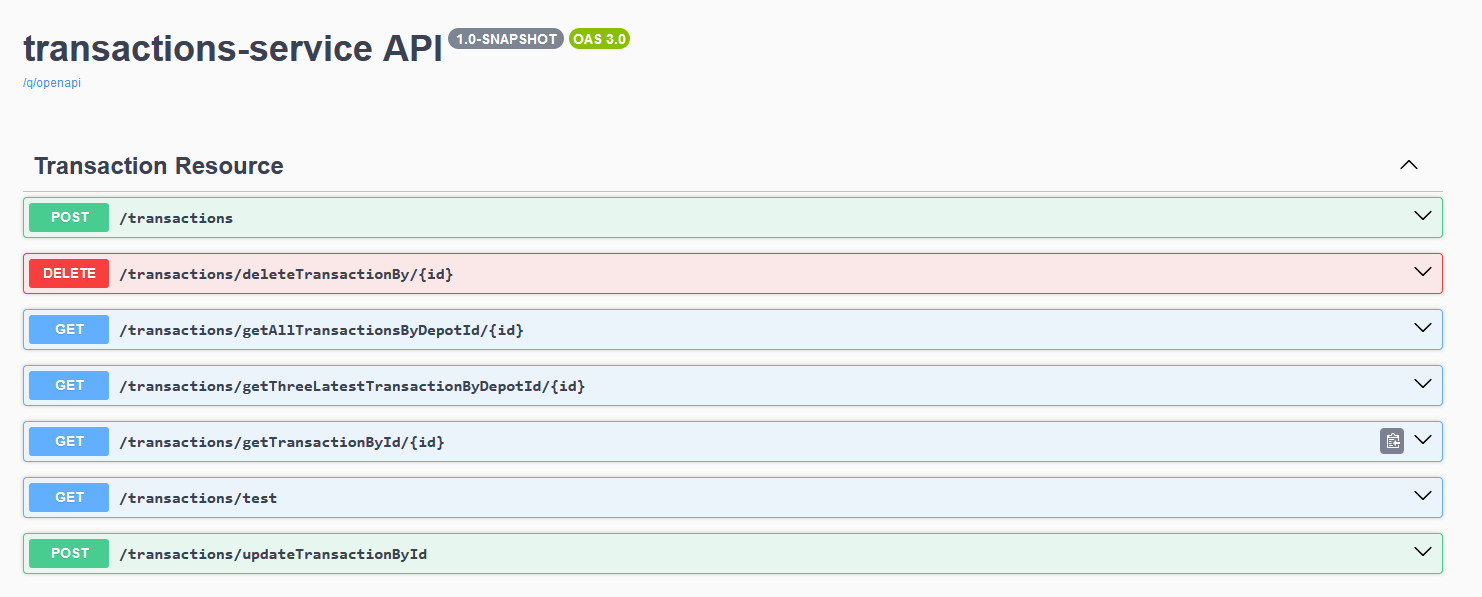 transactions-service API 1.0-SNAPSHOT OAS 3.0
/q/openapi
Transaction Resource
POST /transactions
DELETE /transactions/deleteTransactionBy/{id}
GET /transactions/getAllTransactionsByDepotId/{id}
GET /transactions/getThreeLatestTransactionByDepotId/{id}
GET /transactions/getTransactionById/{id}
GET /transactions/test
POST /transactions/updateTransactionById